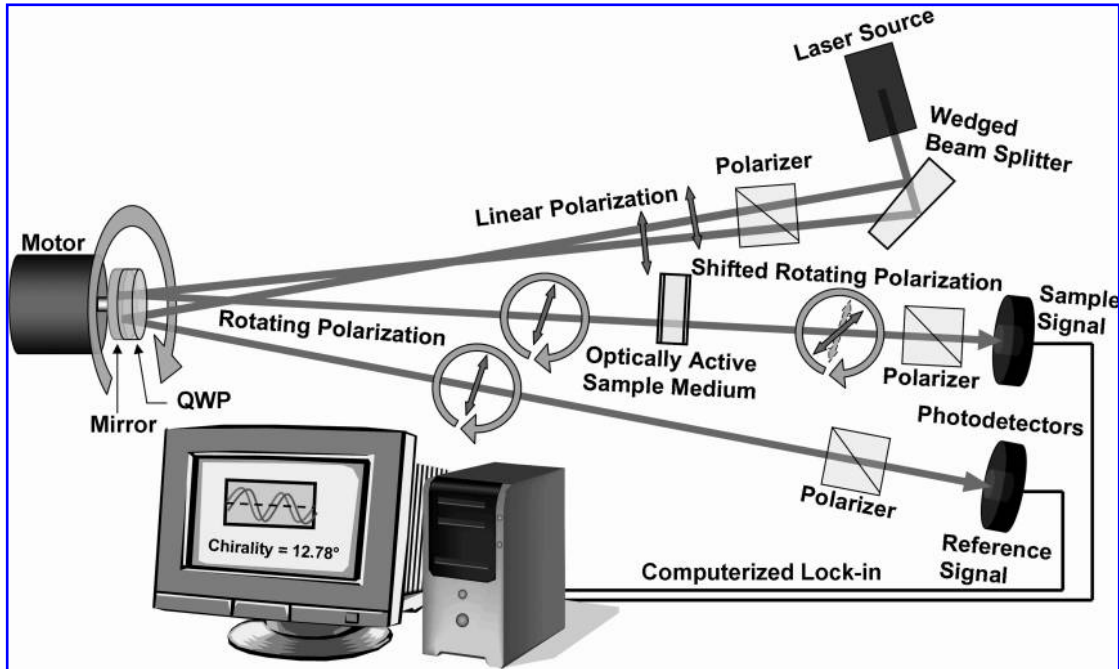 Laser Source
Wedged
Beam Splitter
Polarizer
Linear Polarization
Motor
Shifted Rotating Polarization
Sample
Signal
Rotating Polarization
Optically Active
Sample Medium
Polarizer
QWP
Mirror
Photodetectors
Polarizer
Chirality = 12.78°
Reference
Signal
Computerized Lock-in